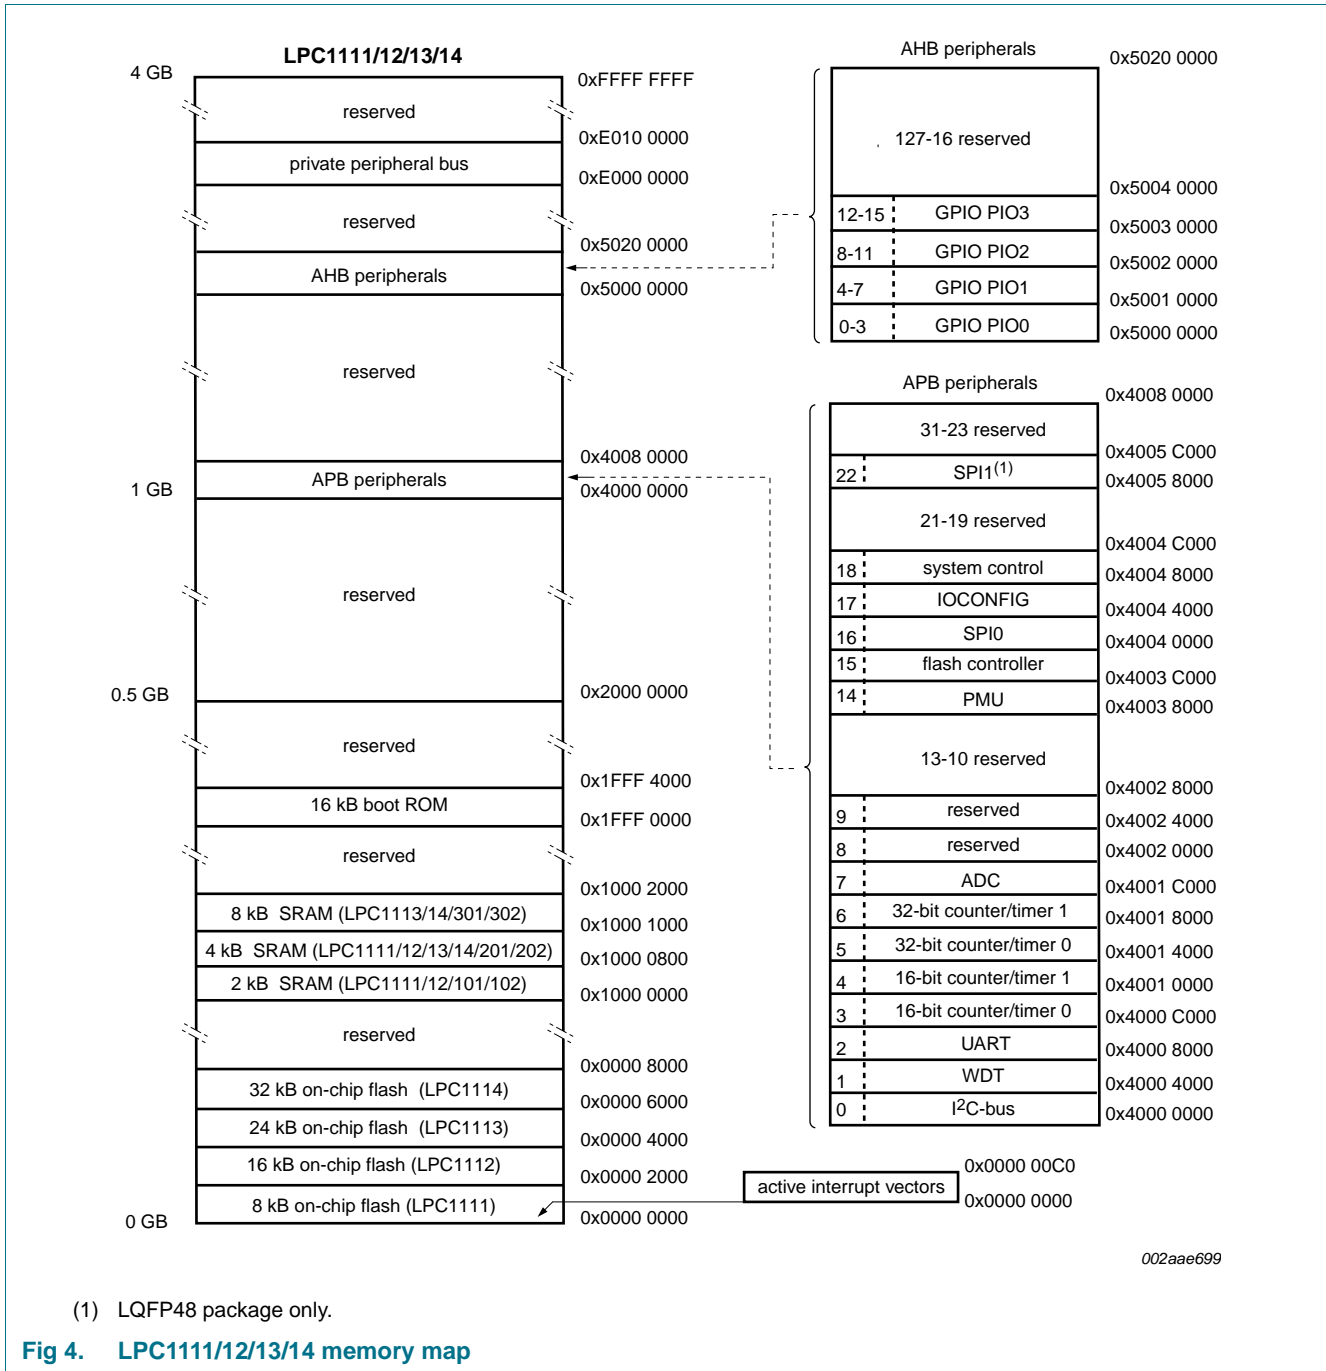 LPC1111/12/13/14
4 GB
0xFFFF FFFF
reserved
0xE010 0000
private peripheral bus
0xE000 0000
reserved
0x5020 0000
AHB peripherals
0x5000 0000
reserved
0x4008 0000
APB peripherals
1 GB
0x4000 0000
reserved
0.5 GB
0x2000 0000
reserved
0x1FFF 4000
16 kB boot ROM
0x1FFF 0000
reserved
0x1000 2000
8 kB SRAM (LPC1113/14/301/302)
0x1000 1000
4 kB SRAM (LPC1111/12/13/14/201/202)
0x1000 0800
2 kB SRAM (LPC1111/12/101/102)
0x1000 0000
reserved
0x0000 8000
32 kB on-chip flash (LPC1114)
0x0000 6000
24 kB on-chip flash (LPC1113)
0x0000 4000
16 kB on-chip flash (LPC1112)
0x0000 2000
8 kB on-chip flash (LPC1111)
0 GB
0x0000 0000
AHB peripherals
0x5020 0000
127-16 reserved
0x5004 0000
12-15 GPIO PIO3
0x5003 0000
8-11 GPIO PIO2
0x5002 0000
4-7 GPIO PIO1
0x5001 0000
0-3 GPIO PIO0
0x5000 0000
APB peripherals
0x4008 0000
31-23 reserved
0x4005 C000
22 SPI1(1)
0x4005 8000
21-19 reserved
0x4004 C000
18 system control
0x4004 8000
17 IOCONFIG
0x4004 4000
16 SPI0
0x4004 0000
15 flash controller
0x4003 C000
14 PMU
0x4003 8000
13-10 reserved
0x4002 8000
9 reserved
0x4002 4000
8 reserved
0x4002 0000
7 ADC
0x4001 C000
6 32-bit counter/timer 1
0x4001 8000
5 32-bit counter/timer 0
0x4001 4000
4 16-bit counter/timer 1
0x4001 0000
3 16-bit counter/timer 0
0x4000 C000
2 UART
0x4000 8000
1 WDT
0x4000 4000
0 I2C-bus
0x4000 0000
0x0000 00C0
active interrupt vectors
0x0000 0000
002aae699
(1) LQFP48 package only.
Fig 4. LPC1111/12/13/14 memory map